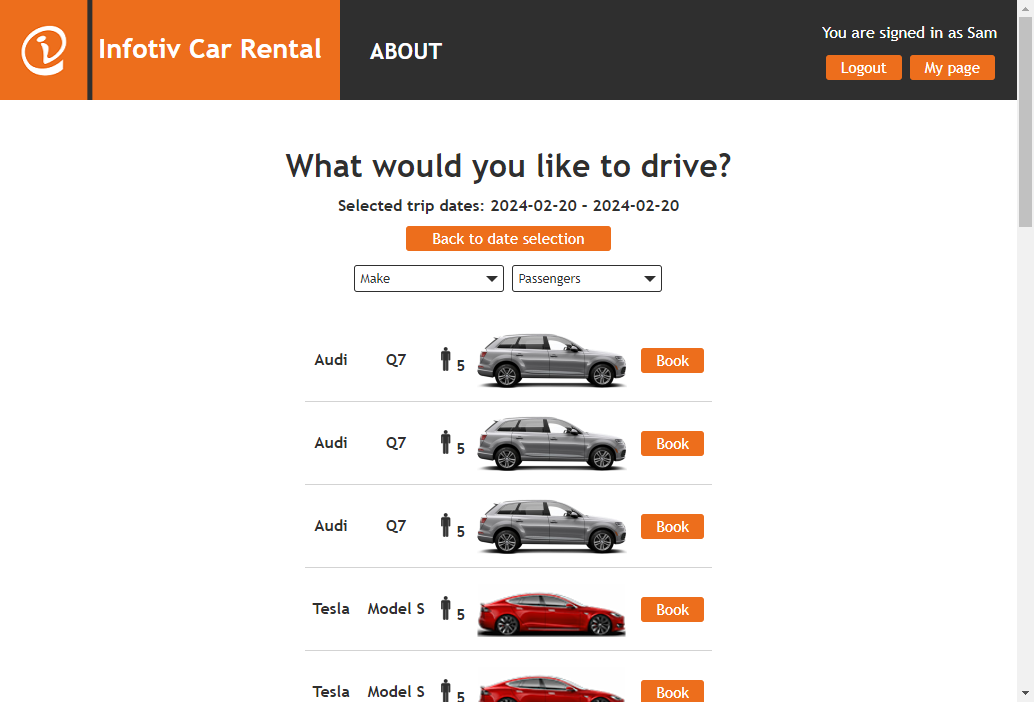 Infotiv Car Rental
ABOUT
You are signed in as Sam
Logout My page
What would you like to drive?
Selected trip dates: 2024-02-20 – 2024-02-20
Back to date selection
Make Passengers
Audi Q7 5 Book
Audi Q7 5 Book
Audi Q7 5 Book
Tesla Model S 5 Book
Tesla Model S 5 Book